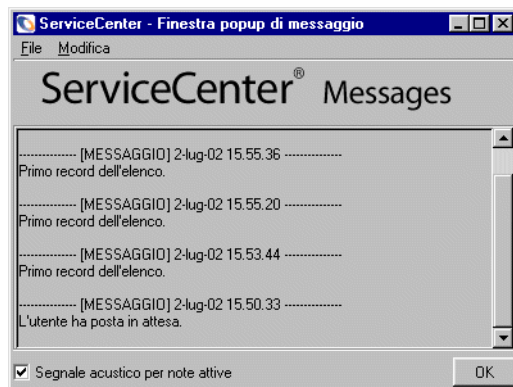 ServiceCenter - Finestra popup di messaggio
File Modifica
ServiceCenter® Messages
-------------- [MESSAGGIO] 2-lug-02 15.55.36 --------------
Primo record dell'elenco.
-------------- [MESSAGGIO] 2-lug-02 15.55.20 --------------
Primo record dell'elenco.
-------------- [MESSAGGIO] 2-lug-02 15.53.44 --------------
Primo record dell'elenco.
-------------- [MESSAGGIO] 2-lug-02 15.50.33 --------------
L'utente ha posta in attesa.
Segnale acustico per note attive
OK